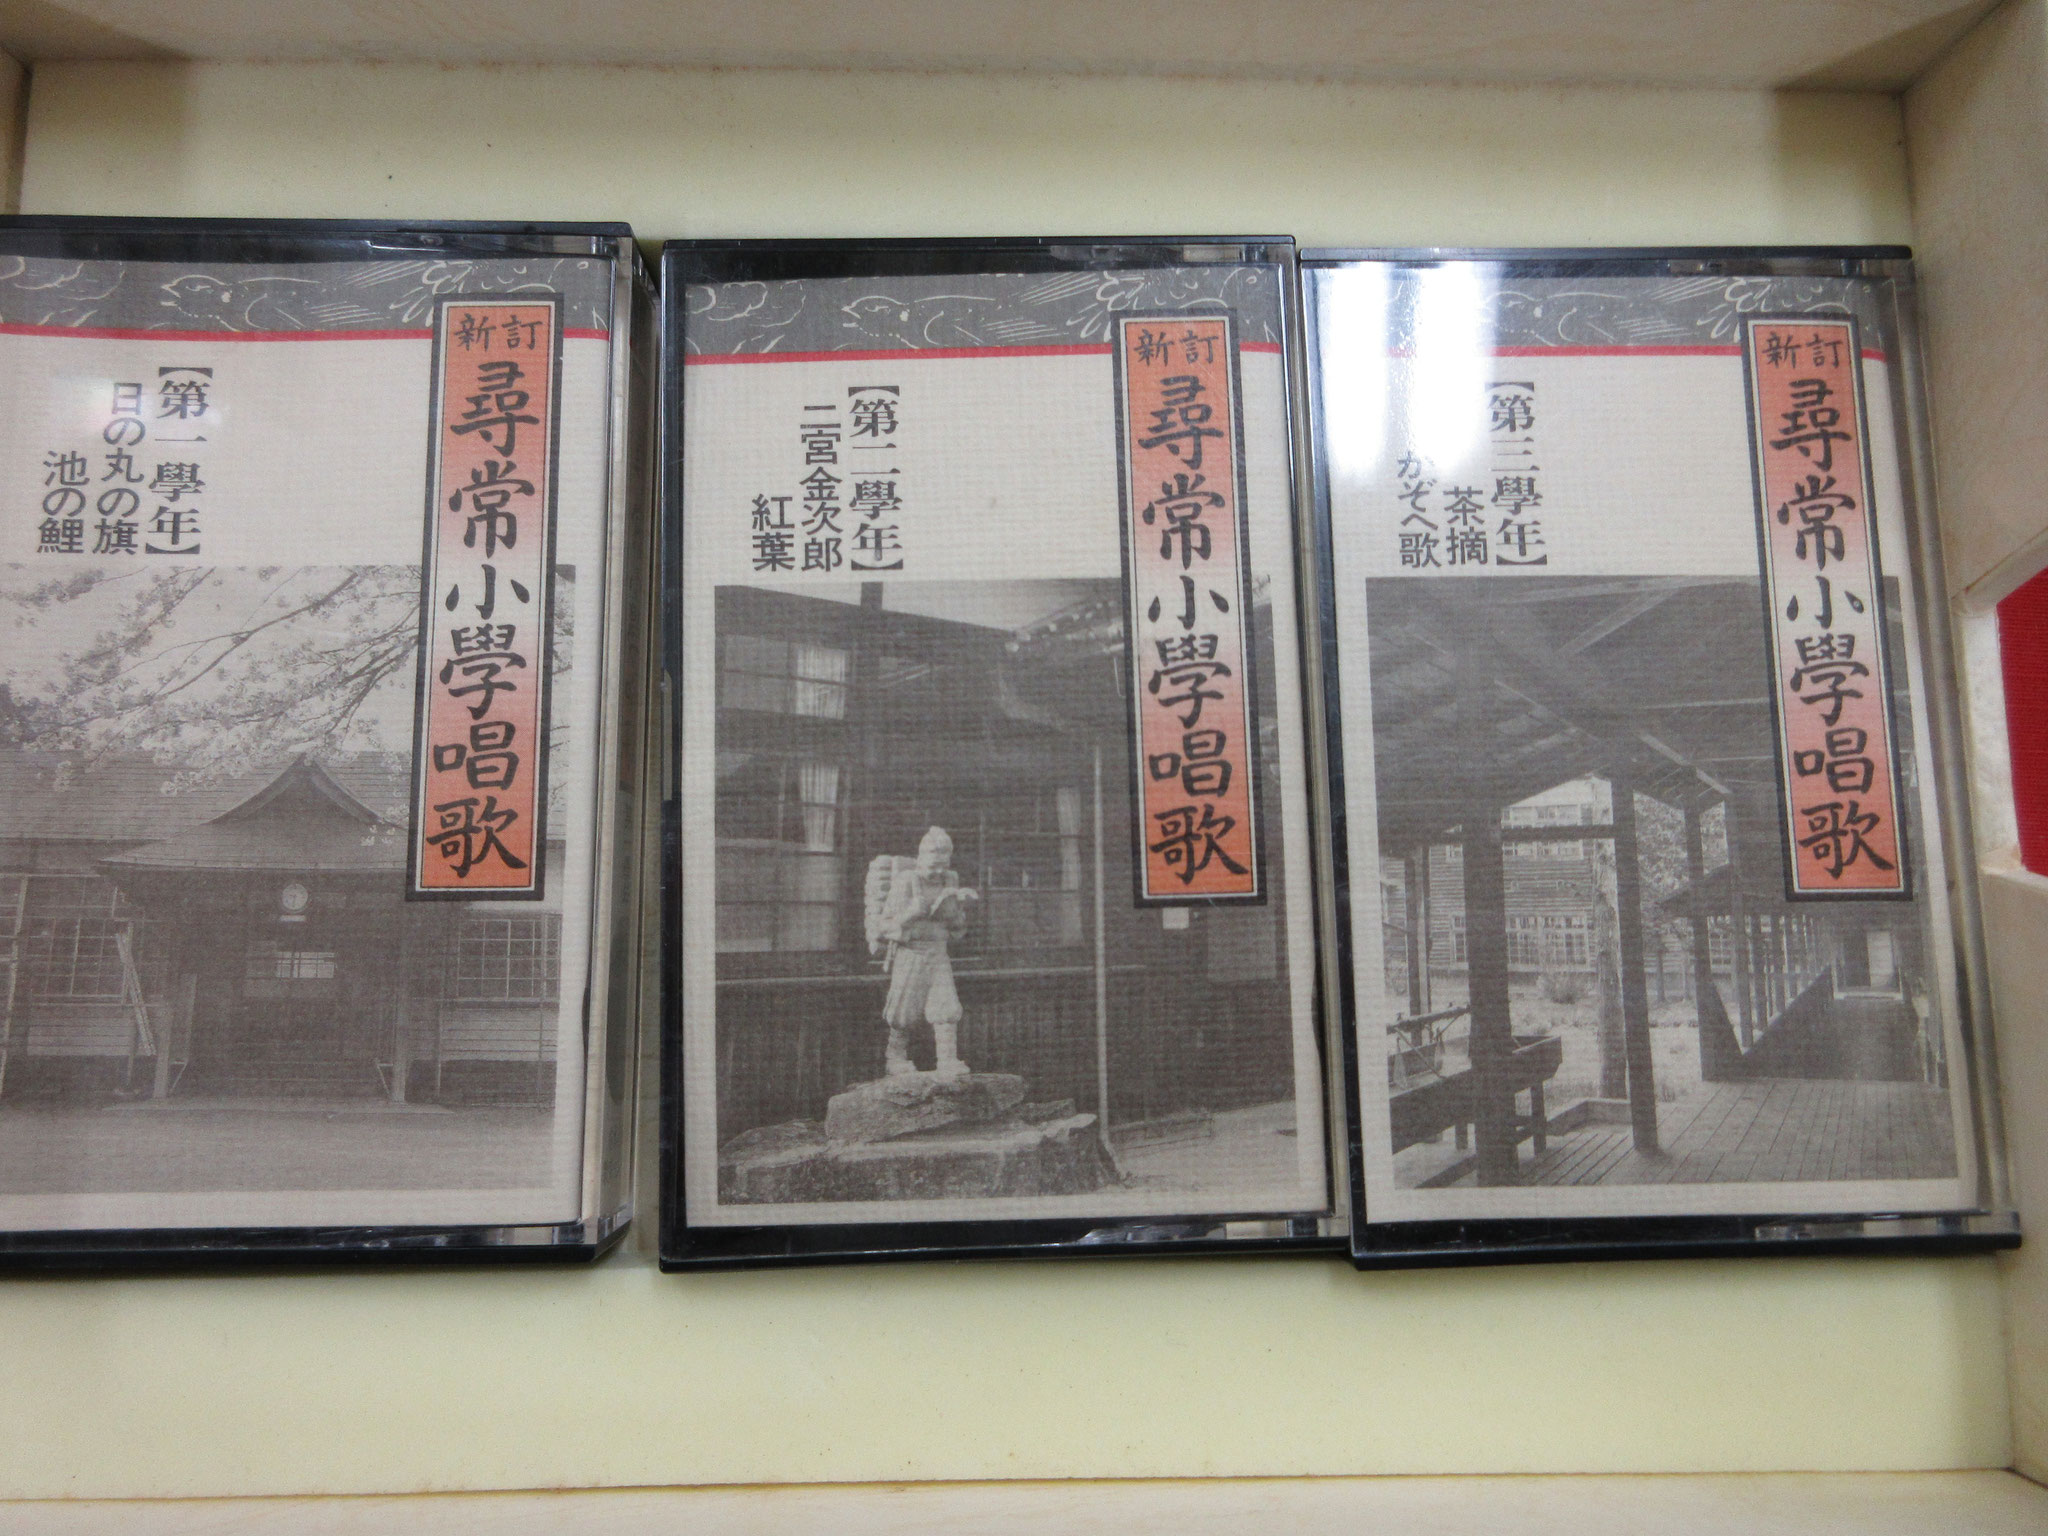 新訂
尋常小學唱歌
【第一學年】
日の丸の旗
池の鯉
新訂
尋常小學唱歌
【第二學年】
二宮金次郎
紅葉
新訂
尋常小學唱歌
【第三學年】
茶摘
かぞへ歌